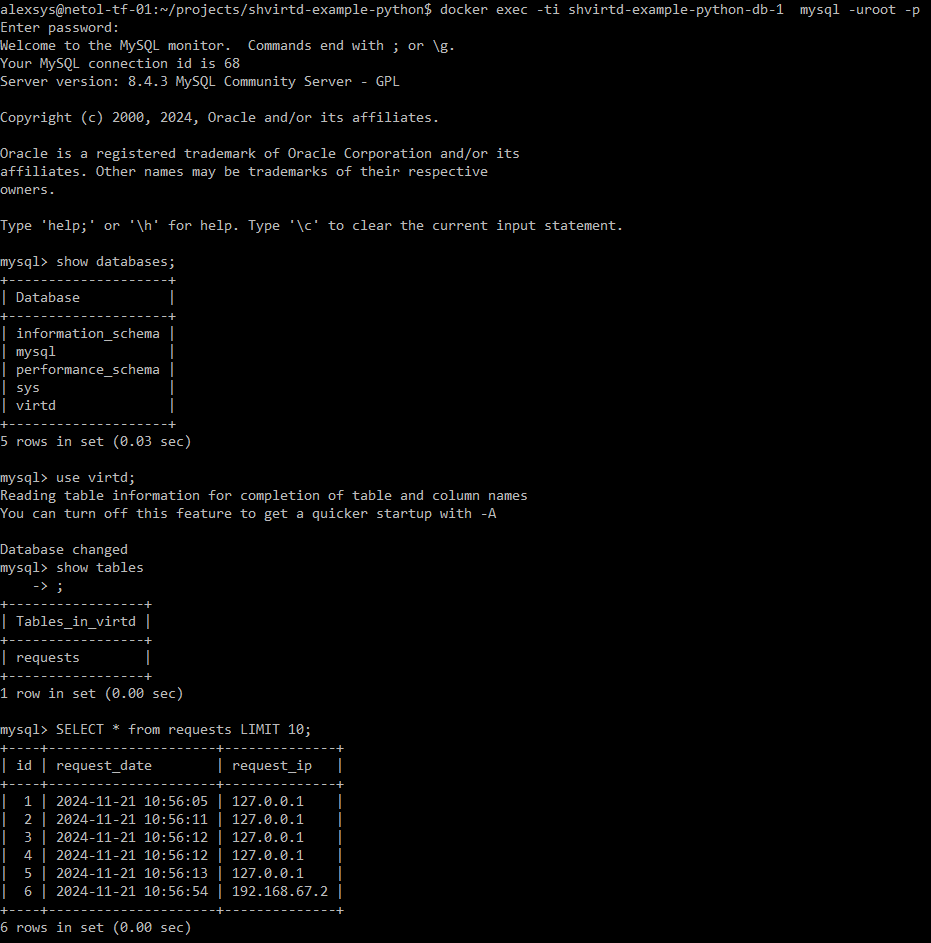 alexsys@netol-tf-01:~/projects/shvirtd-example-python$ docker exec -ti shvirtd-example-python-db-1  mysql -uroot -p
Enter password:
Welcome to the MySQL monitor.  Commands end with ; or \g.
Your MySQL connection id is 68
Server version: 8.4.3 MySQL Community Server - GPL

Copyright (c) 2000, 2024, Oracle and/or its affiliates.

Oracle is a registered trademark of Oracle Corporation and/or its
affiliates. Other names may be trademarks of their respective
owners.

Type 'help;' or '\h' for help. Type '\c' to clear the current input statement.

mysql> show databases;
+--------------------+
| Database           |
+--------------------+
| information_schema |
| mysql              |
| performance_schema |
| sys                |
| virtd              |
+--------------------+
5 rows in set (0.03 sec)

mysql> use virtd;
Reading table information for completion of table and column names
You can turn off this feature to get a quicker startup with -A

Database changed
mysql> show tables
    -> ;
+-----------------+
| Tables_in_virtd |
+-----------------+
| requests        |
+-----------------+
1 row in set (0.00 sec)

mysql> SELECT * from requests LIMIT 10;
+----+---------------------+--------------+
| id | request_date        | request_ip   |
+----+---------------------+--------------+
|  1 | 2024-11-21 10:56:05 | 127.0.0.1    |
|  2 | 2024-11-21 10:56:11 | 127.0.0.1    |
|  3 | 2024-11-21 10:56:12 | 127.0.0.1    |
|  4 | 2024-11-21 10:56:12 | 127.0.0.1    |
|  5 | 2024-11-21 10:56:13 | 127.0.0.1    |
|  6 | 2024-11-21 10:56:54 | 192.168.67.2 |
+----+---------------------+--------------+
6 rows in set (0.00 sec)